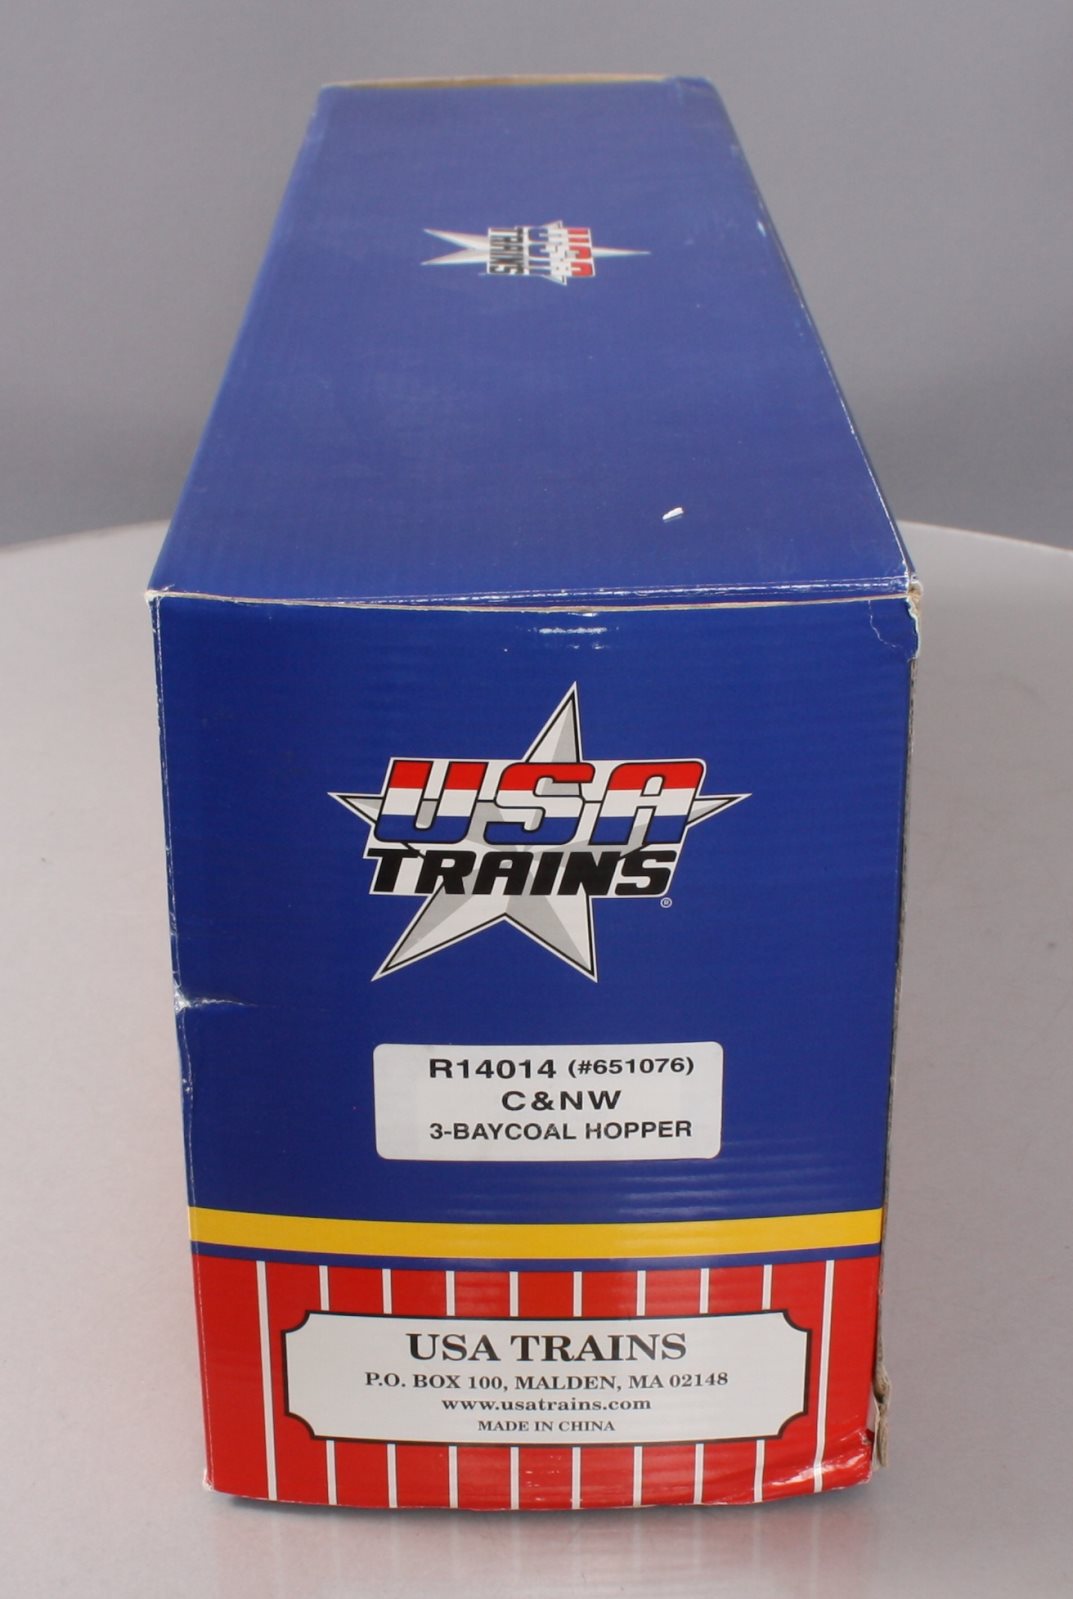 USA
TRAINS
USA
TRAINS
®
R14014 (#651076)
C&NW
3-BAYCOAL HOPPER
USA TRAINS
P.O. BOX 100, MALDEN, MA 02148
www.usatrains.com
MADE IN CHINA